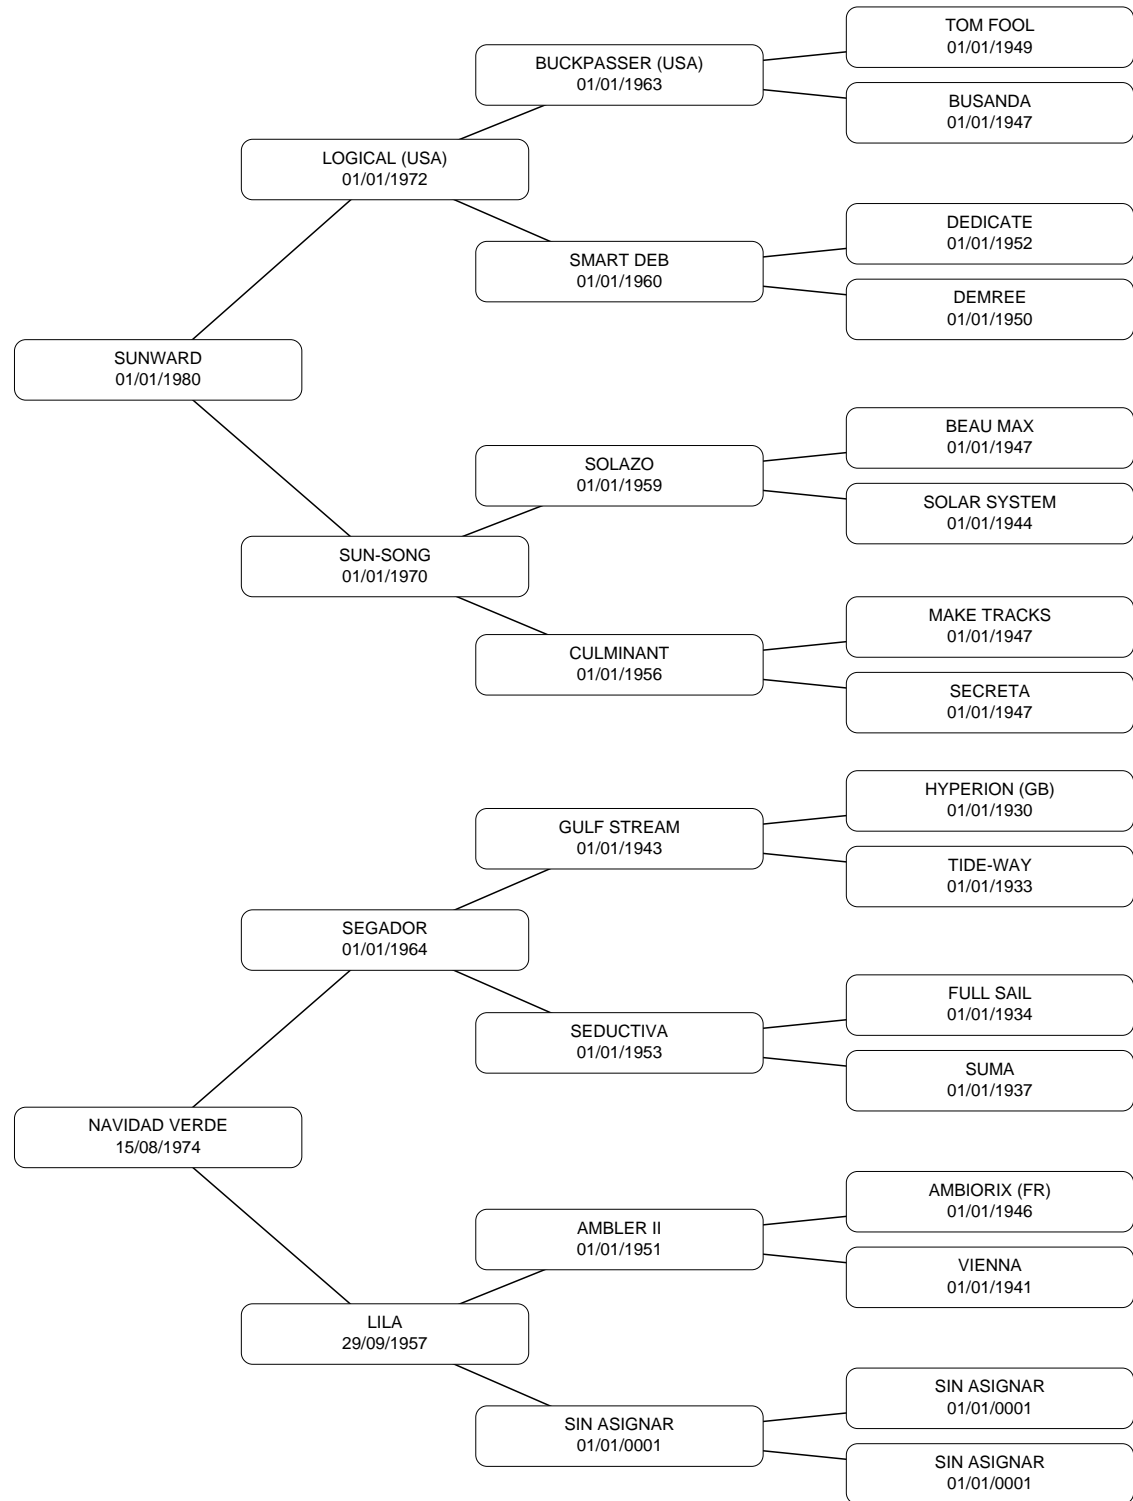 TOM FOOL
01/01/1949
BUCKPASSER (USA)
01/01/1963
BUSANDA
01/01/1947
LOGICAL (USA)
01/01/1972
DEDICATE
01/01/1952
SMART DEB
01/01/1960
DEMREE
01/01/1950
SUNWARD
01/01/1980
BEAU MAX
01/01/1947
SOLAZO
01/01/1959
SOLAR SYSTEM
01/01/1944
SUN-SONG
01/01/1970
MAKE TRACKS
01/01/1947
CULMINANT
01/01/1956
SECRETA
01/01/1947
HYPERION (GB)
01/01/1930
GULF STREAM
01/01/1943
TIDE-WAY
01/01/1933
SEGADOR
01/01/1964
FULL SAIL
01/01/1934
SEDUCTIVA
01/01/1953
SUMA
01/01/1937
NAVIDAD VERDE
15/08/1974
AMBIORIX (FR)
01/01/1946
AMBLER II
01/01/1951
VIENNA
01/01/1941
LILA
29/09/1957
SIN ASIGNAR
01/01/0001
SIN ASIGNAR
01/01/0001
SIN ASIGNAR
01/01/0001